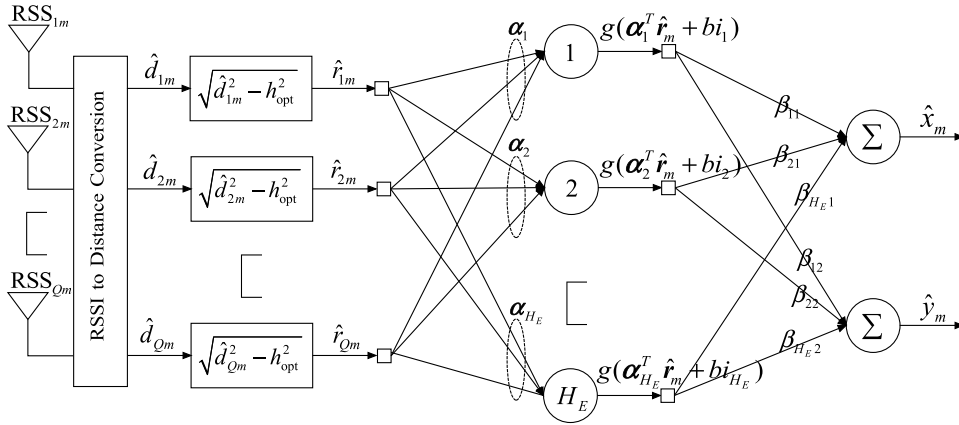 RSS_{1m}
RSS_{2m}
RSS_{Qm}
RSSI to Distance Conversion
\hat{d}_{1m}
\hat{d}_{2m}
\hat{d}_{Qm}
\sqrt{\hat{d}_{1m}^2 - h_{opt}^2}
\sqrt{\hat{d}_{2m}^2 - h_{opt}^2}
\sqrt{\hat{d}_{Qm}^2 - h_{opt}^2}
\hat{r}_{1m}
\hat{r}_{2m}
\hat{r}_{Qm}
α_1
α_2
α_{H_E}
1
2
H_E
g(α_1^T \hat{r}_m + bi_1)
g(α_2^T \hat{r}_m + bi_2)
g(α_{H_E}^T \hat{r}_m + bi_{H_E})
β_{11}
β_{21}
β_{H_E 1}
β_{12}
β_{22}
β_{H_E 2}
Σ
Σ
\hat{x}_m
\hat{y}_m